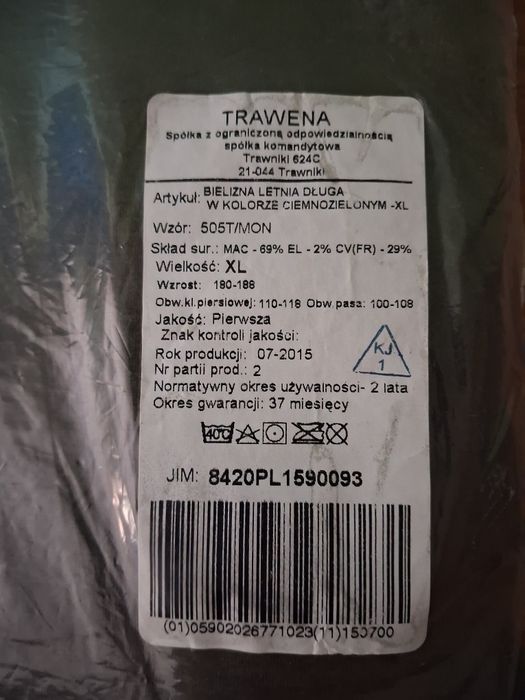 TRAWENA
Spółka z ograniczoną odpowiedzialnością
spółka komandytowa
Trawniki 624C
21-044 Trawniki
Artykuł: BIELIZNA LETNIA DŁUGA
W KOLORZE CIEMNOZIELONYM -XL
Wzór: 505T/MON
Skład sur.: MAC - 69% EL - 2% CV(FR) - 29%
Wielkość: XL
Wzrost: 180-188
Obw.kl.piersiowej: 110-118 Obw.pasa: 100-108
Jakość: Pierwsza
Znak kontroli jakości:
KJ
1
Rok produkcji: 07-2015
Nr partii prod.: 2
Normatywny okres używalności- 2 lata
Okres gwarancji: 37 miesięcy
40°C
JIM: 8420PL1590093
(01)05902026771023(11)150700